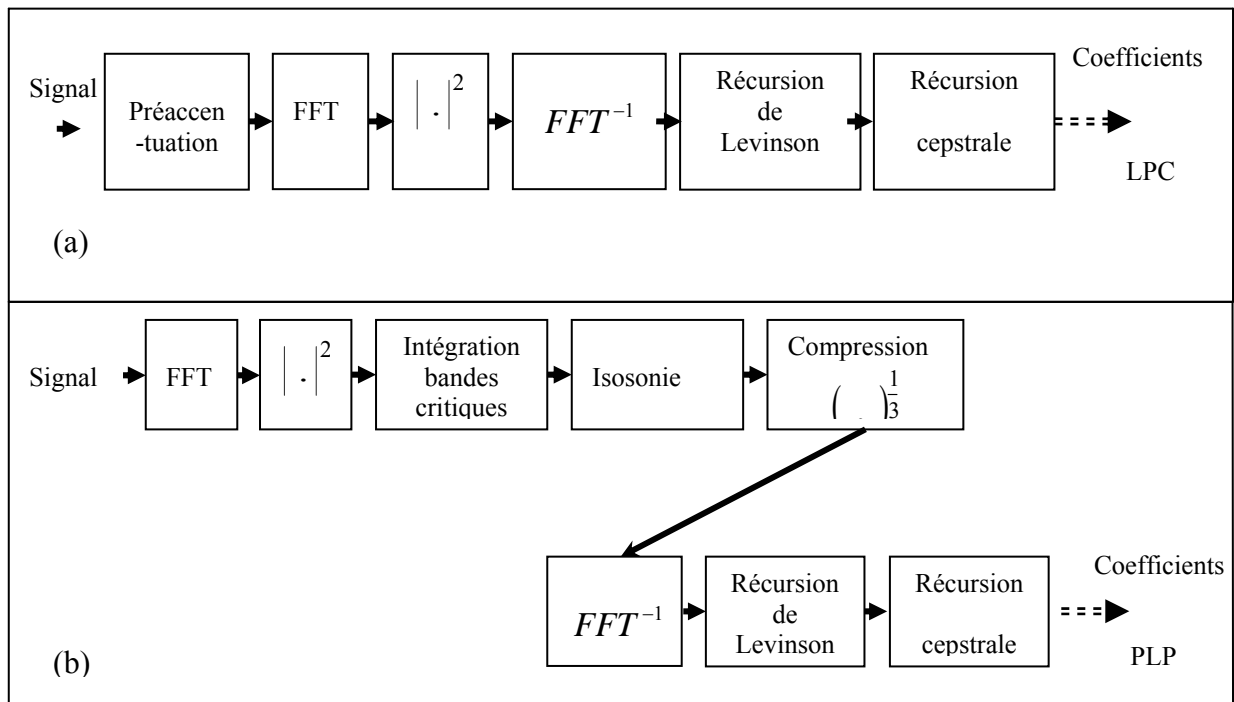 Signal
Préaccen
-tuation
FFT
| . |²
FFT⁻¹
Récursion
de
Levinson
Récursion
cepstrale
Coefficients
LPC
(a)
Signal
FFT
| . |²
Intégration
bandes
critiques
Isosonie
Compression
( . )^1/3
FFT⁻¹
Récursion
de
Levinson
Récursion
cepstrale
Coefficients
PLP
(b)